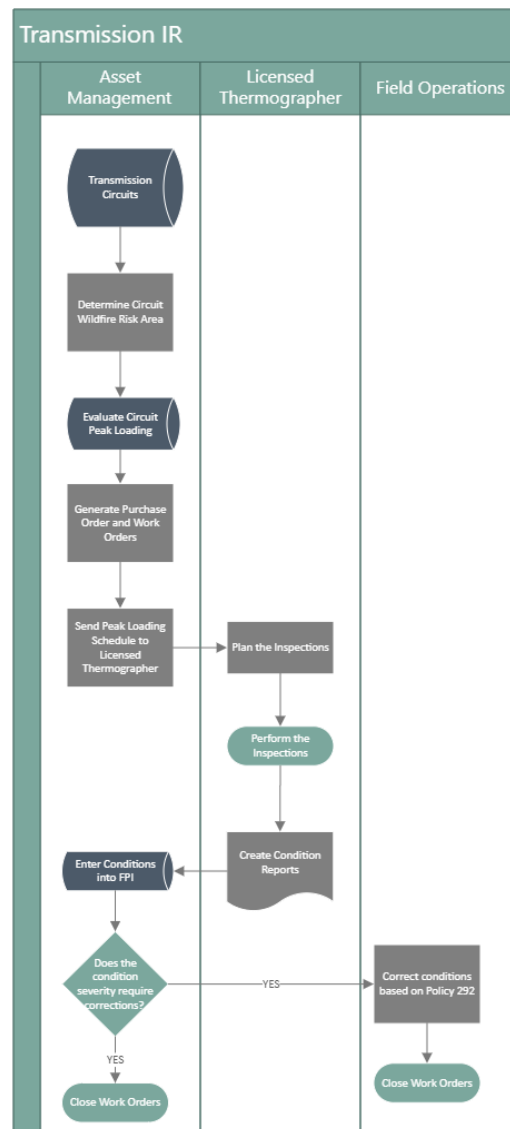 Transmission IR
Asset
Management
Licensed
Thermographer
Field Operations
Transmission
Circuits
Determine Circuit
Wildfire Risk Area
Evaluate Circuit
Peak Loading
Generate Purchase
Order and Work
Orders
Send Peak Loading
Schedule to
Licensed
Thermographer
Plan the Inspections
Perform the
Inspections
Create Condition
Reports
Enter Conditions
into FPI
Does the
condition
severity require
corrections?
YES
Correct conditions
based on Policy 292
YES
Close Work Orders
Close Work Orders